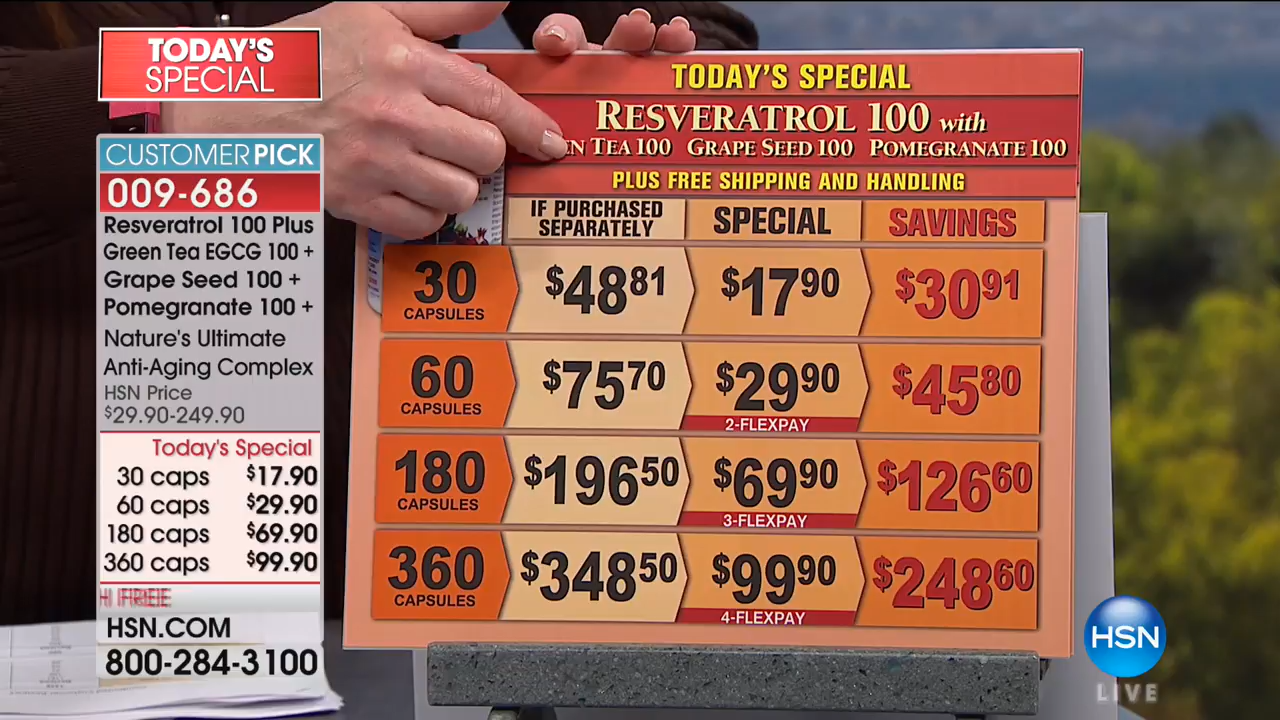 TODAY'S
SPECIAL
CUSTOMER PICK
009-686
Resveratrol 100 Plus
Green Tea EGCG 100 +
Grape Seed 100 +
Pomegranate 100 +
Nature's Ultimate
Anti-Aging Complex
HSN Price
$29.90-249.90
Today's Special
30 caps $17.90
60 caps $29.90
180 caps $69.90
360 caps $99.90
FREE
HSN.COM
800-284-3100
TODAY'S SPECIAL
RESVERATROL 100 with
EN TEA 100 GRAPE SEED 100 POMEGRANATE 100
PLUS FREE SHIPPING AND HANDLING
IF PURCHASED
SEPARATELY
SPECIAL
SAVINGS
30
CAPSULES
$48.81
$17.90
$30.91
60
CAPSULES
$75.70
$29.90
2-FLEXPAY
$45.80
180
CAPSULES
$196.50
$69.90
3-FLEXPAY
$126.60
360
CAPSULES
$348.50
$99.90
4-FLEXPAY
$248.60
HSN
LIVE